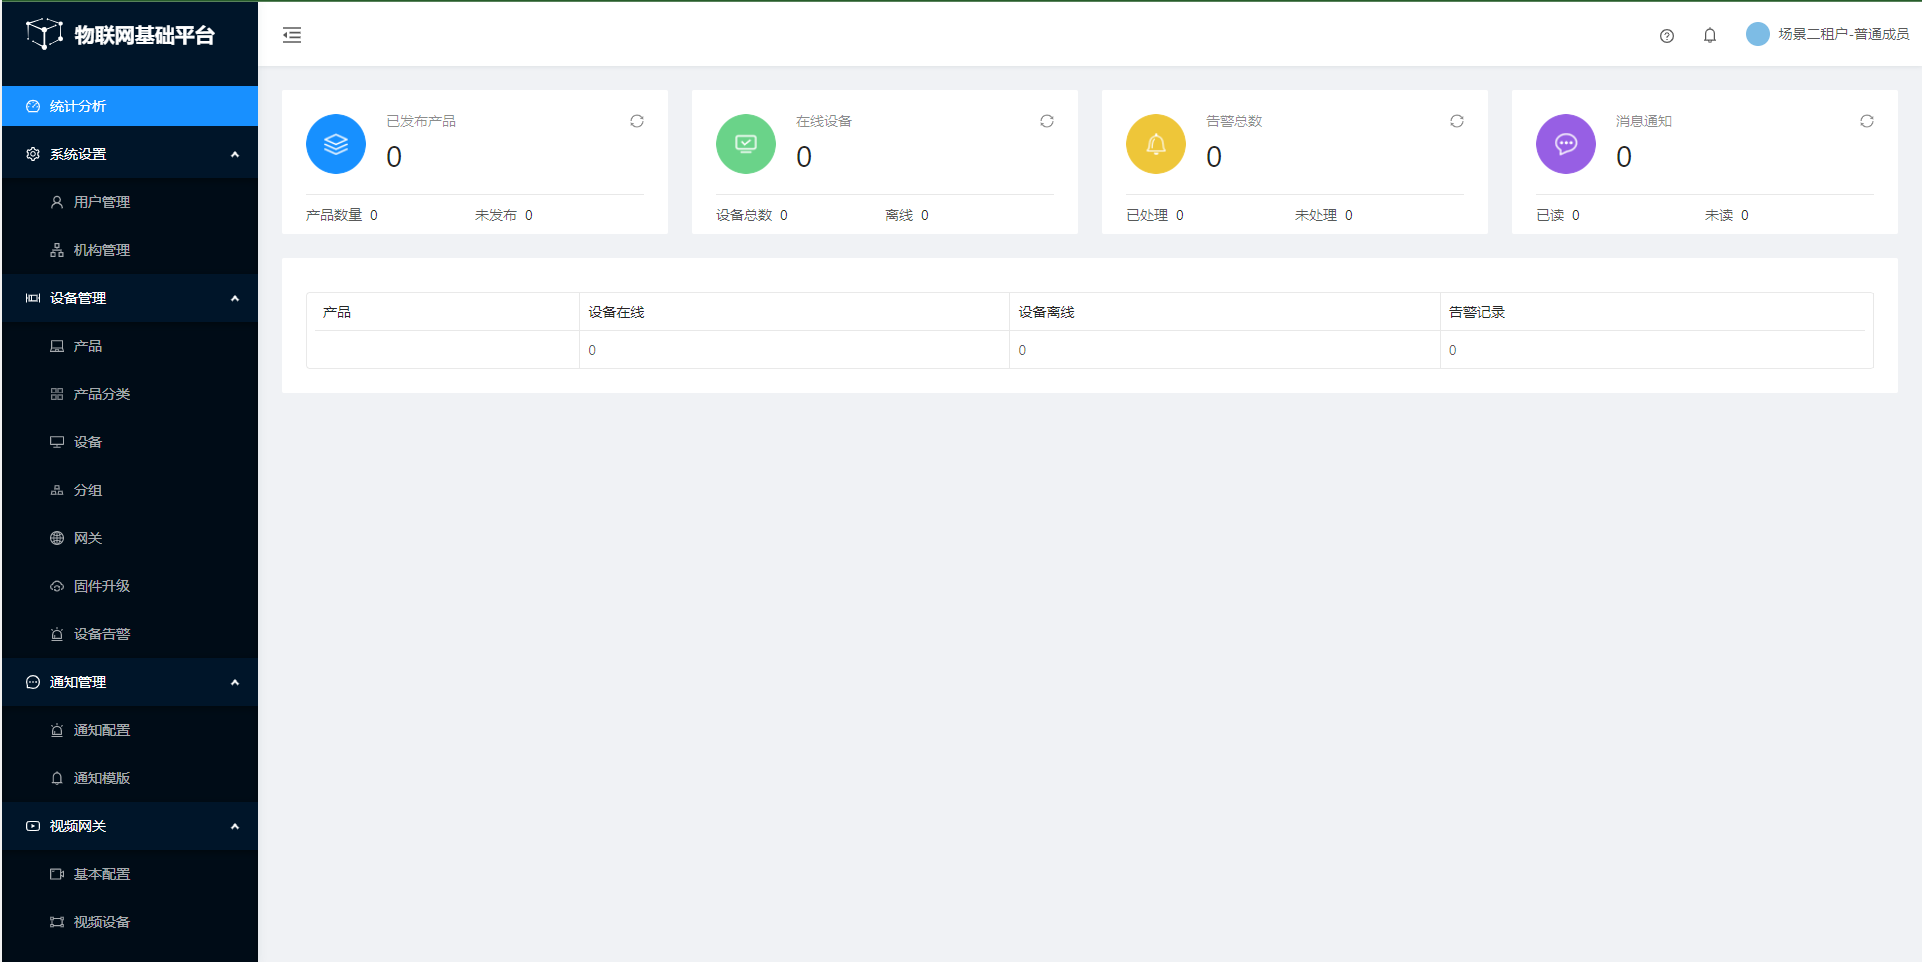 物联网基础平台
场景二租户-普通成员
统计分析
系统设置
用户管理
机构管理
设备管理
产品
产品分类
设备
分组
网关
固件升级
设备告警
通知管理
通知配置
通知模版
视频网关
基本配置
视频设备
已发布产品
0
产品数量 0 未发布 0
在线设备
0
设备总数 0 离线 0
告警总数
0
已处理 0 未处理 0
消息通知
0
已读 0 未读 0
产品 设备在线 设备离线 告警记录
0 0 0